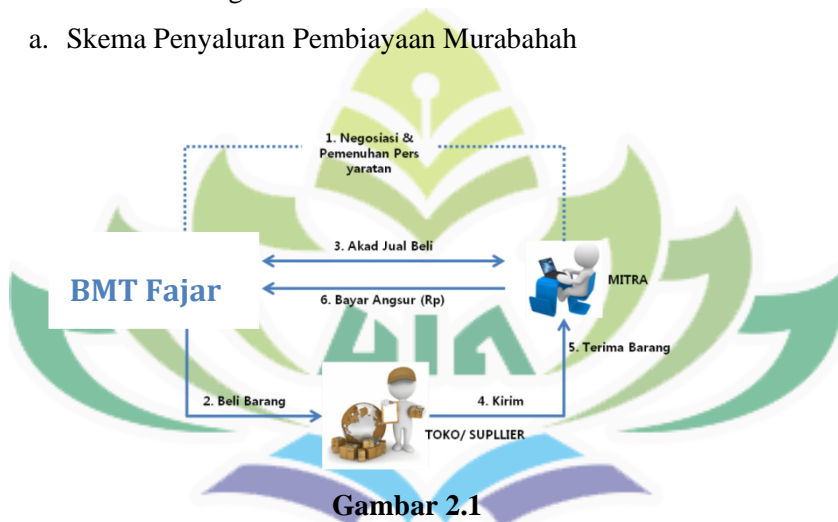 a. Skema Penyaluran Pembiayaan Murabahah
1. Negosiasi &
Pemenuhan Pers
yaratan
3. Akad Jual Beli
BMT Fajar
MITRA
6. Bayar Angsur (Rp)
5. Terima Barang
2. Beli Barang
4. Kirim
TOKO/ SUPLLIER
Gambar 2.1